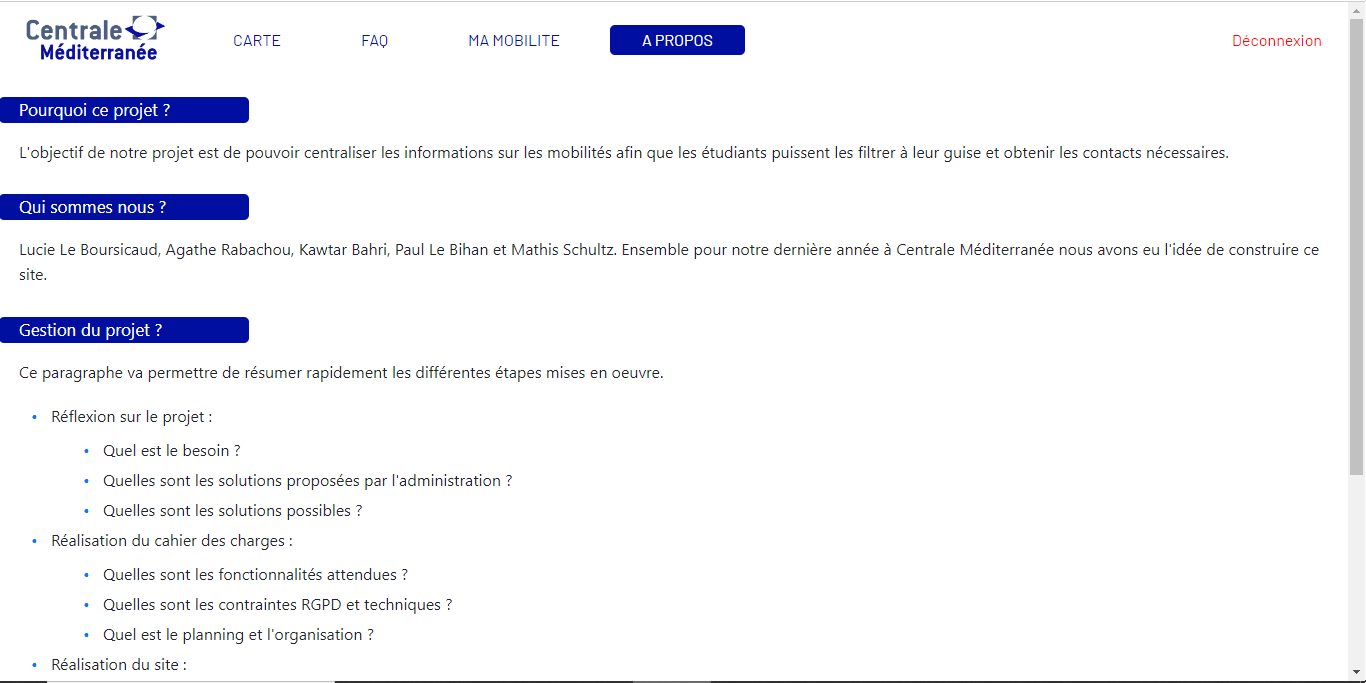 Centrale
Méditerranée
CARTE
FAQ
MA MOBILITE
A PROPOS
Déconnexion
Pourquoi ce projet ?
L'objectif de notre projet est de pouvoir centraliser les informations sur les mobilités afin que les étudiants puissent les filtrer à leur guise et obtenir les contacts nécessaires.
Qui sommes nous ?
Lucie Le Boursicaud, Agathe Rabachou, Kawtar Bahri, Paul Le Bihan et Mathis Schultz. Ensemble pour notre dernière année à Centrale Méditerranée nous avons eu l'idée de construire ce
site.
Gestion du projet ?
Ce paragraphe va permettre de résumer rapidement les différentes étapes mises en oeuvre.
• Réflexion sur le projet :
• Quel est le besoin ?
• Quelles sont les solutions proposées par l'administration ?
• Quelles sont les solutions possibles ?
• Réalisation du cahier des charges :
• Quelles sont les fonctionnalités attendues ?
• Quelles sont les contraintes RGPD et techniques ?
• Quel est le planning et l'organisation ?
• Réalisation du site :